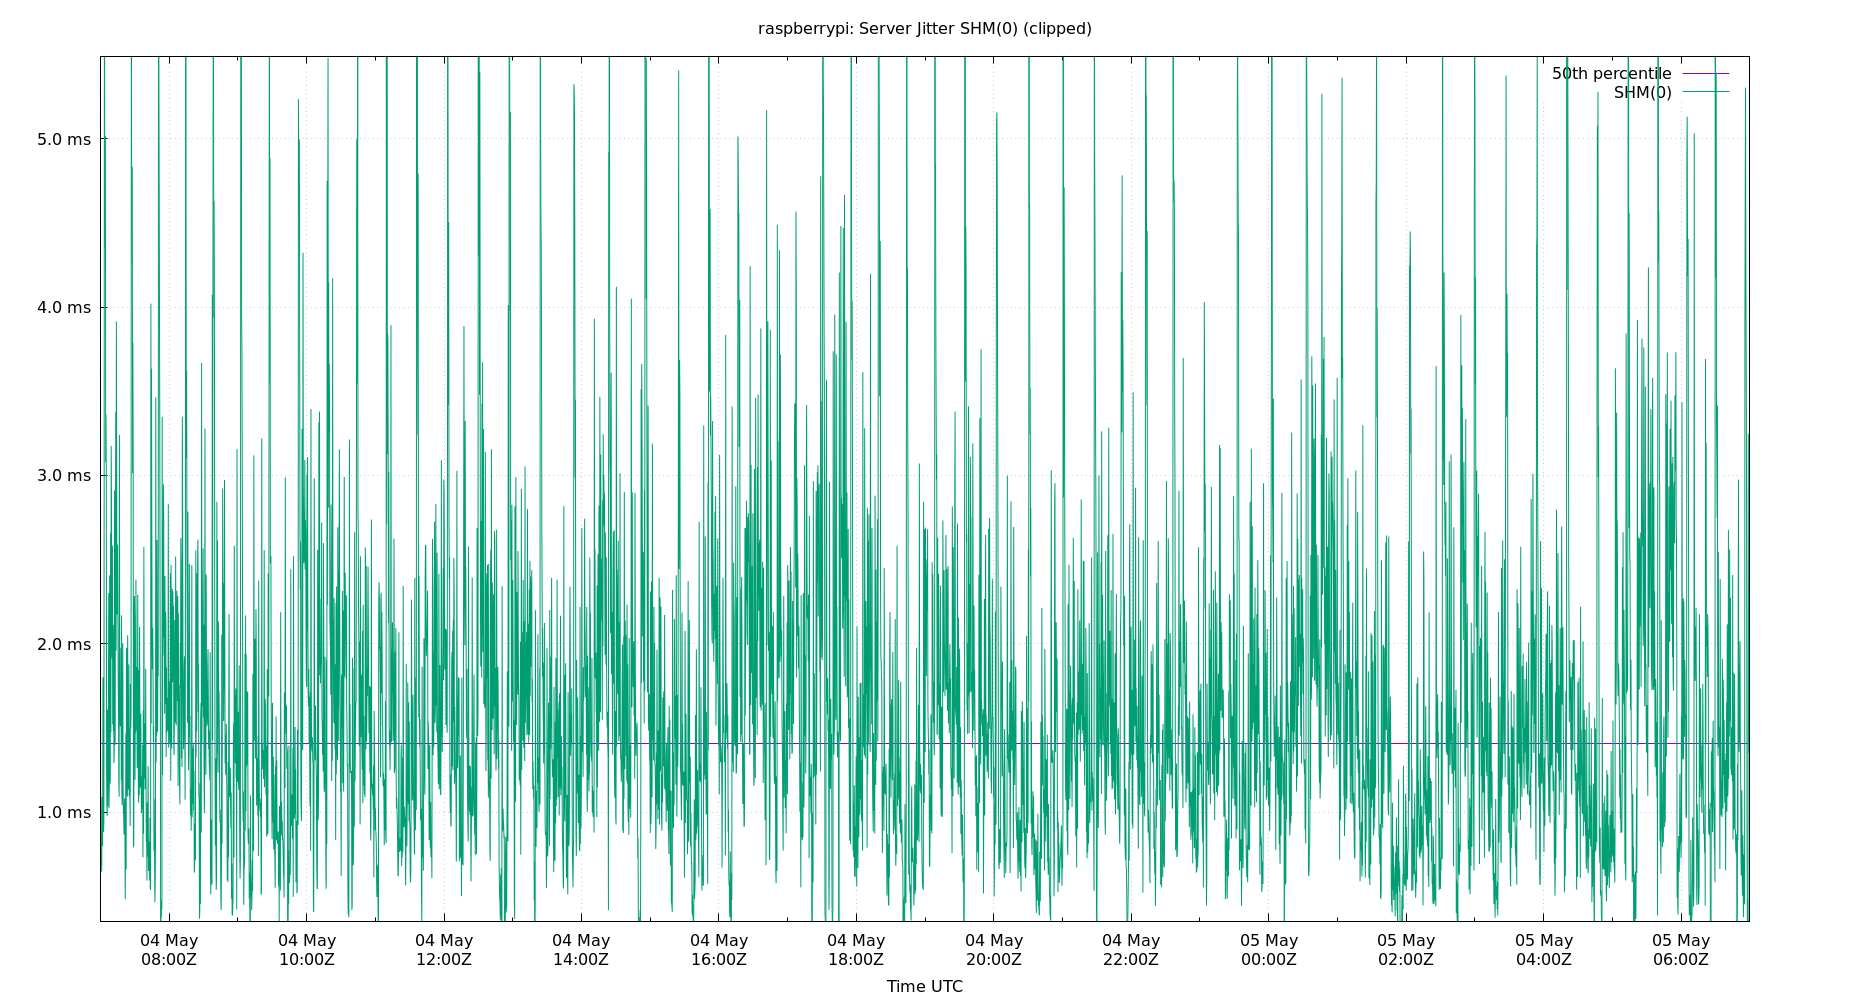 raspberrypi: Server Jitter SHM(0) (clipped)
50th percentile
SHM(0)
5.0 ms
4.0 ms
3.0 ms
2.0 ms
1.0 ms
04 May 04 May 04 May 04 May 04 May 04 May 04 May 04 May 05 May 05 May 05 May 05 May
08:00Z 10:00Z 12:00Z 14:00Z 16:00Z 18:00Z 20:00Z 22:00Z 00:00Z 02:00Z 04:00Z 06:00Z
Time UTC